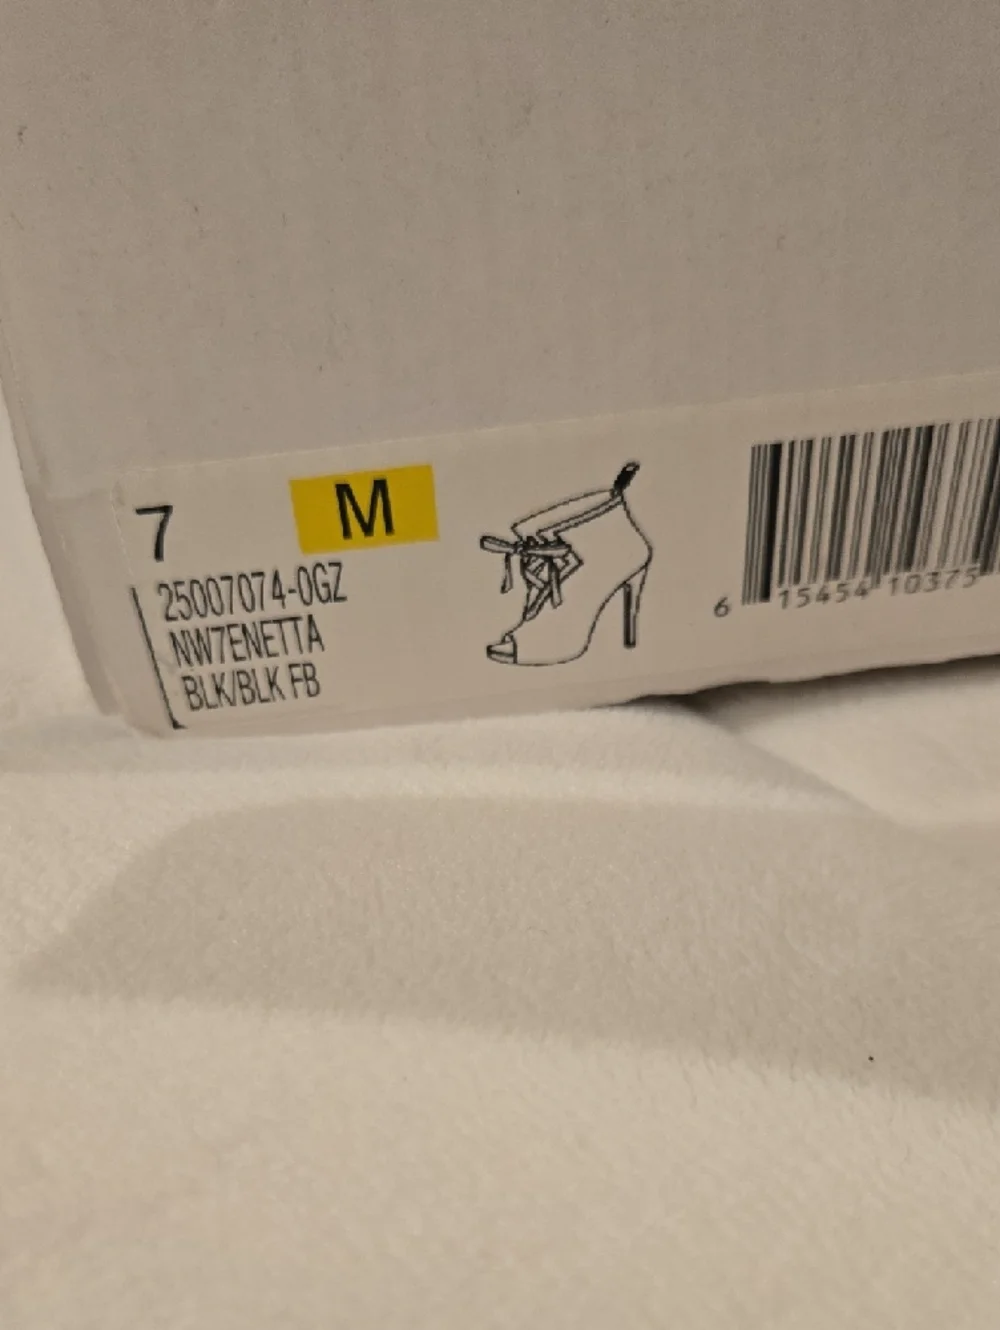 7 M
25007074-0GZ
NW7ENETTA
BLK/BLK FB
6 15454 10375